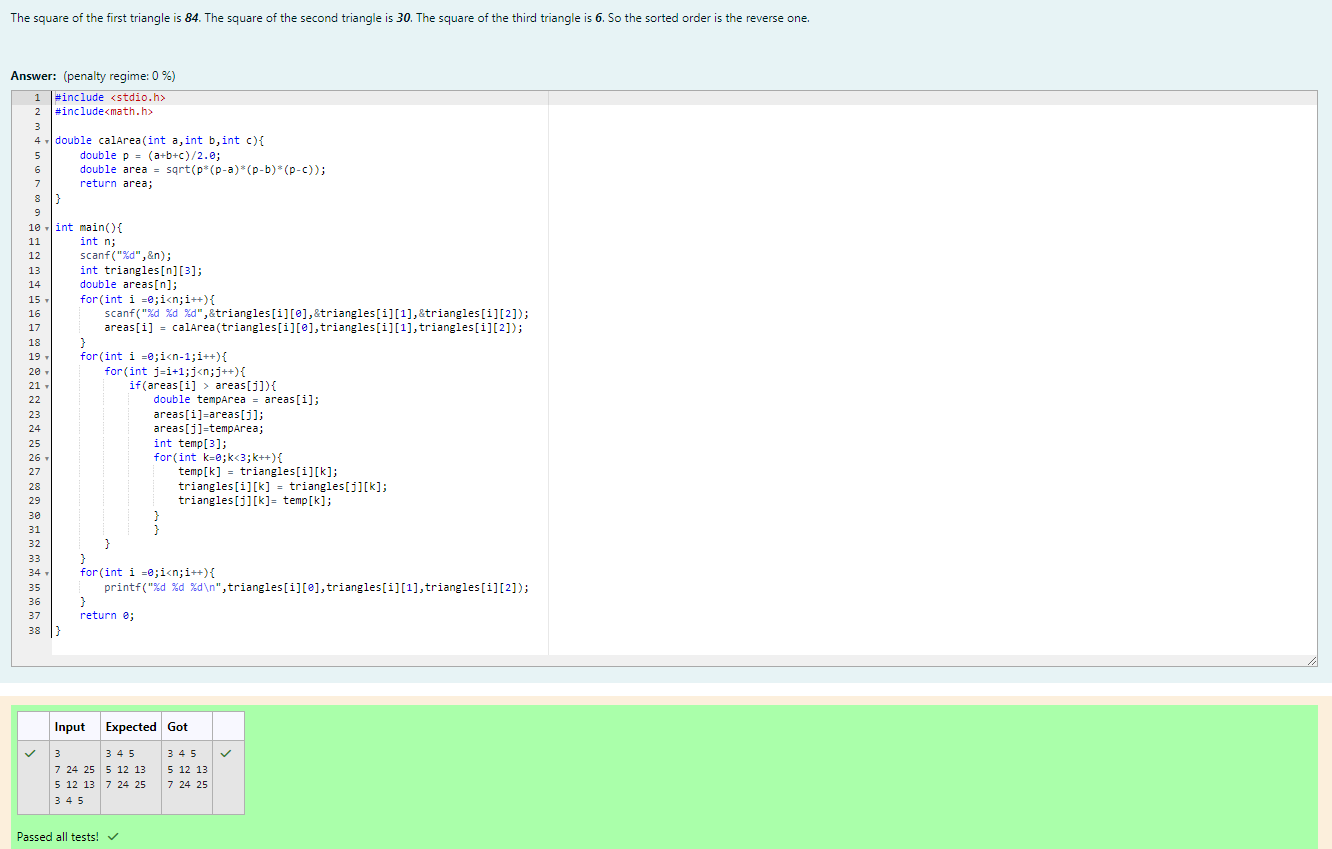 The square of the first triangle is 84. The square of the second triangle is 30. The square of the third triangle is 6. So the sorted order is the reverse one.
Answer: (penalty regime: 0 %)
1 #include <stdio.h>
2 #include<math.h>
3
4 double calArea(int a,int b,int c){
5     double p = (a+b+c)/2.0;
6     double area = sqrt(p*(p-a)*(p-b)*(p-c));
7     return area;
8 }
9
10 int main(){
11     int n;
12     scanf("%d",&n);
13     int triangles[n][3];
14     double areas[n];
15     for(int i =0;i<n;i++){
16         scanf("%d %d %d",&triangles[i][0],&triangles[i][1],&triangles[i][2]);
17         areas[i] = calArea(triangles[i][0],triangles[i][1],triangles[i][2]);
18     }
19     for(int i =0;i<n-1;i++){
20         for(int j=i+1;j<n;j++){
21             if(areas[i] > areas[j]){
22                 double tempArea = areas[i];
23                 areas[i]=areas[j];
24                 areas[j]=tempArea;
25                 int temp[3];
26                 for(int k=0;k<3;k++){
27                     temp[k] = triangles[i][k];
28                     triangles[i][k] = triangles[j][k];
29                     triangles[j][k]= temp[k];
30                 }
31                 }
32         }
33     }
34     for(int i =0;i<n;i++){
35         printf("%d %d %d\n",triangles[i][0],triangles[i][1],triangles[i][2]);
36     }
37     return 0;
38 }
Input Expected Got
3 3 4 5 3 4 5
7 24 25 5 12 13 5 12 13
5 12 13 7 24 25 7 24 25
3 4 5
Passed all tests!